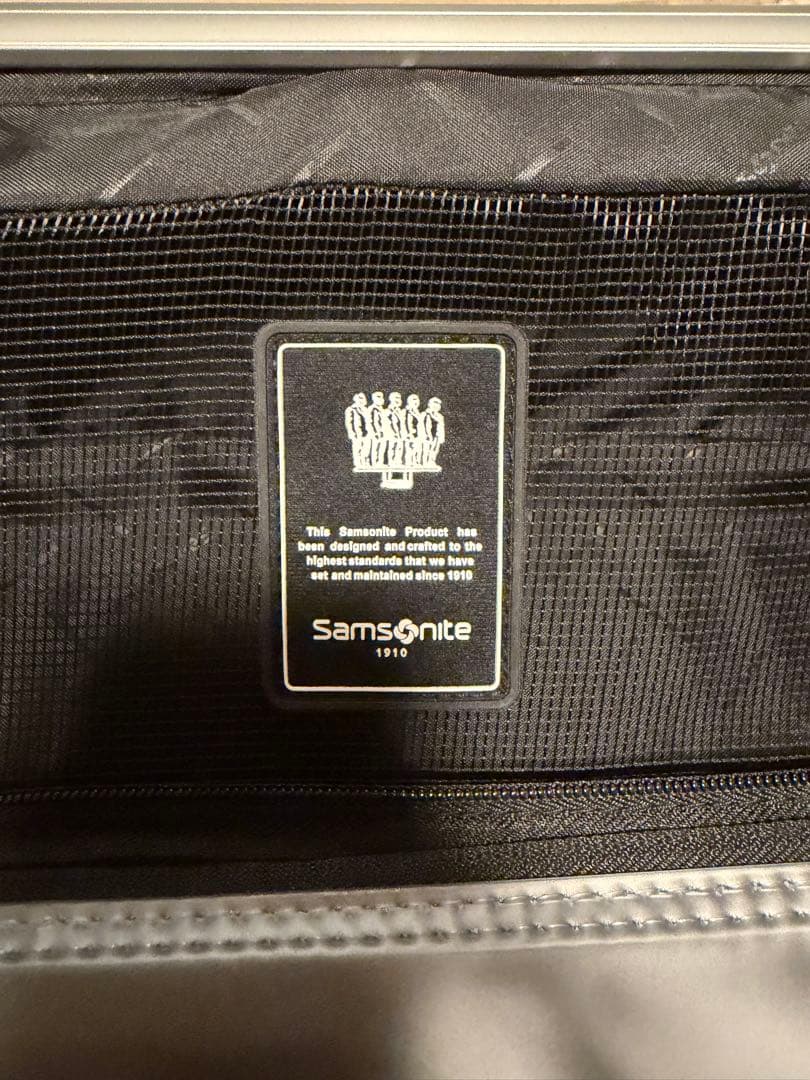 This Samsonite Product has
been designed and crafted to the
highest standards that we have
set and maintained since 1910
Samsonite
1910